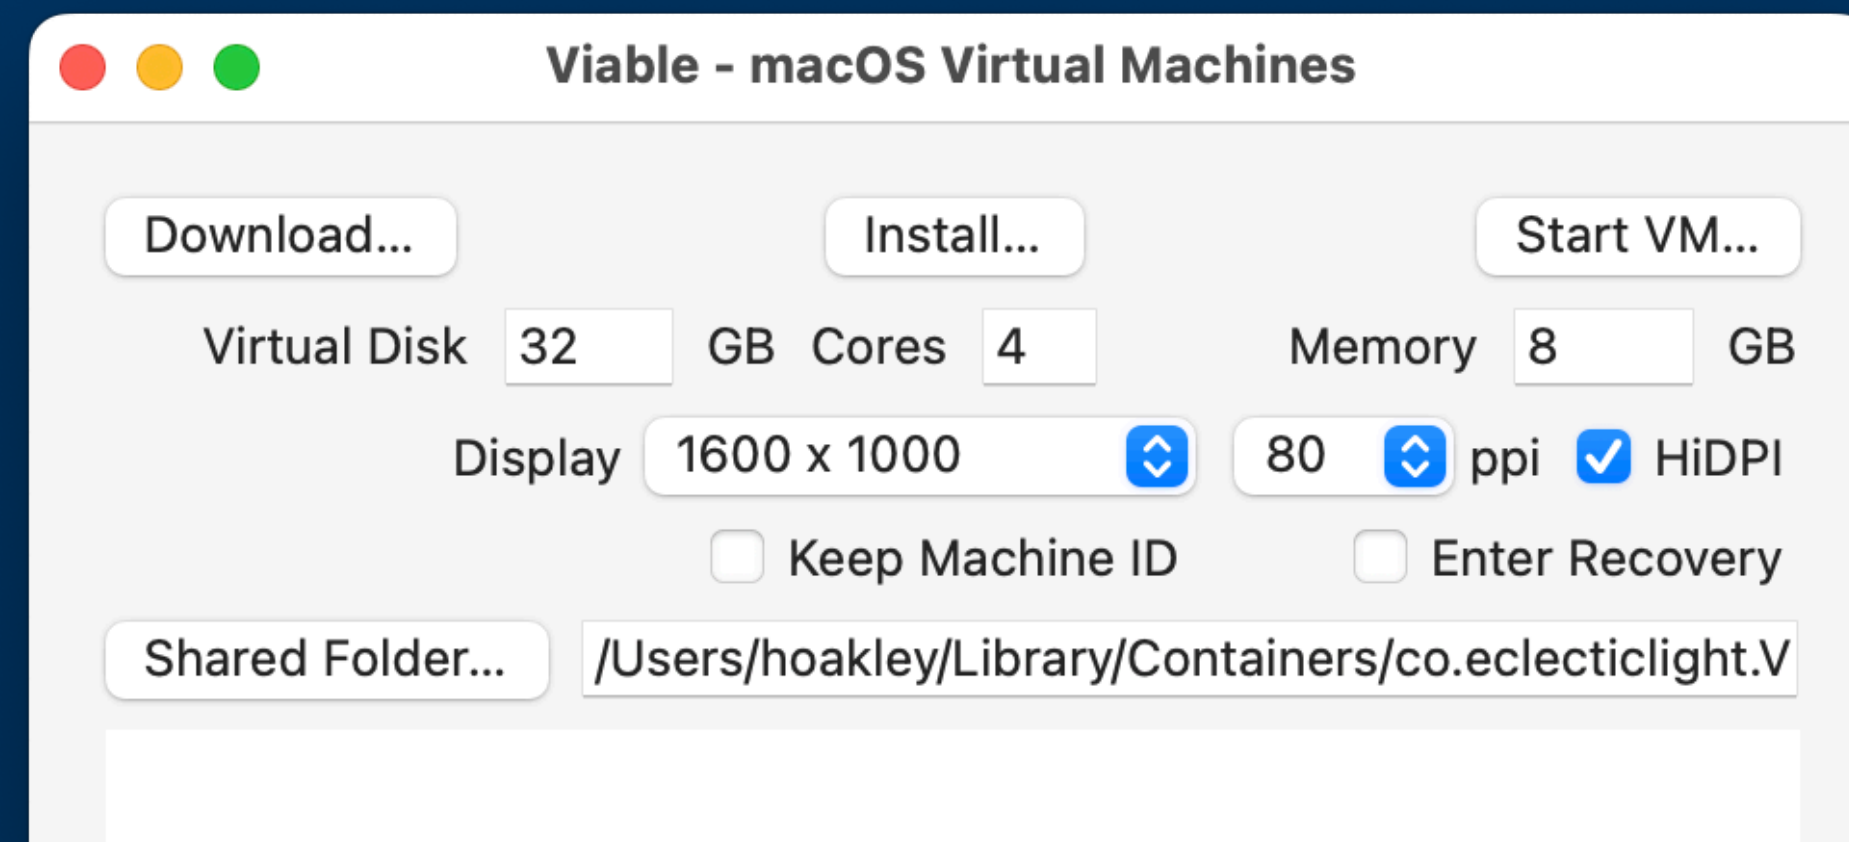 Viable - macOS Virtual Machines
Download... Install... Start VM...
Virtual Disk 32 GB Cores 4 Memory 8 GB
Display 1600 x 1000 80 ppi HiDPI
Keep Machine ID Enter Recovery
Shared Folder... /Users/hoakley/Library/Containers/co.eclecticlight.V